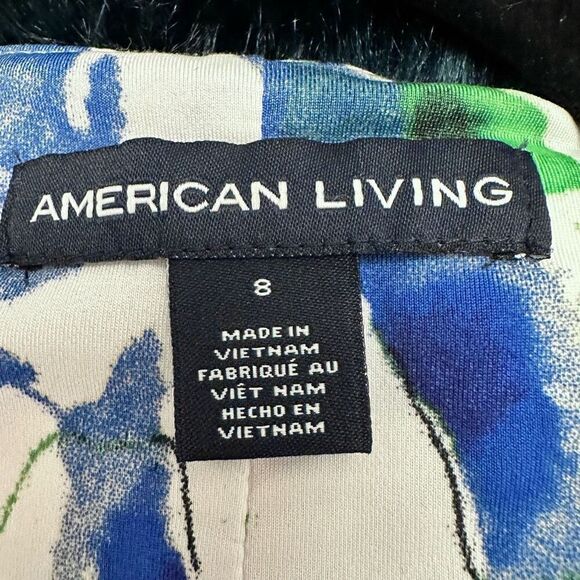 AMERICAN LIVING
8
MADE IN
VIETNAM
FABRIQUÉ AU
VIÊT NAM
HECHO EN
VIETNAM